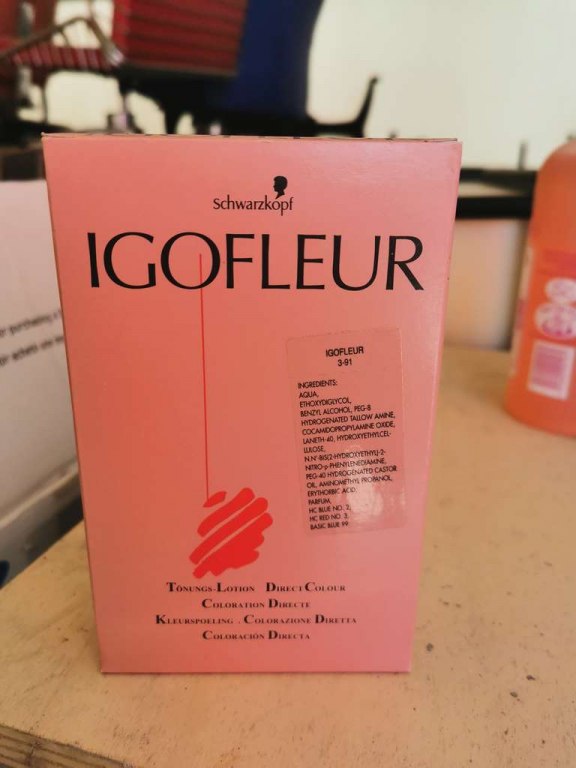 Schwarzkopf
IGOFLEUR
IGOFLEUR
3-91
INGREDIENTS:
AQUA,
ETHOXYDIGLYCOL,
BENZYL ALCOHOL, PEG-8
HYDROGENATED TALLOW AMINE,
COCAMIDOPROPYLAMINE OXIDE,
LANETH-40, HYDROXYETHYLCEL-
LULOSE,
N.N'-BIS(2-HYDROXYETHYL)-2-
NITRO-p-PHENYLENEDIAMINE,
PEG-40 HYDROGENATED CASTOR
OIL, AMINOMETHYL PROPANOL,
ERYTHORBIC ACID,
PARFUM,
HC BLUE NO. 2,
HC RED NO. 3,
BASIC BLUE 99
TÖNUNGS-LOTION DIRECT COLOUR
COLORATION DIRECTE
KLEURSPOELING . COLORAZIONE DIRETTA
COLORACIÓN DIRECTA